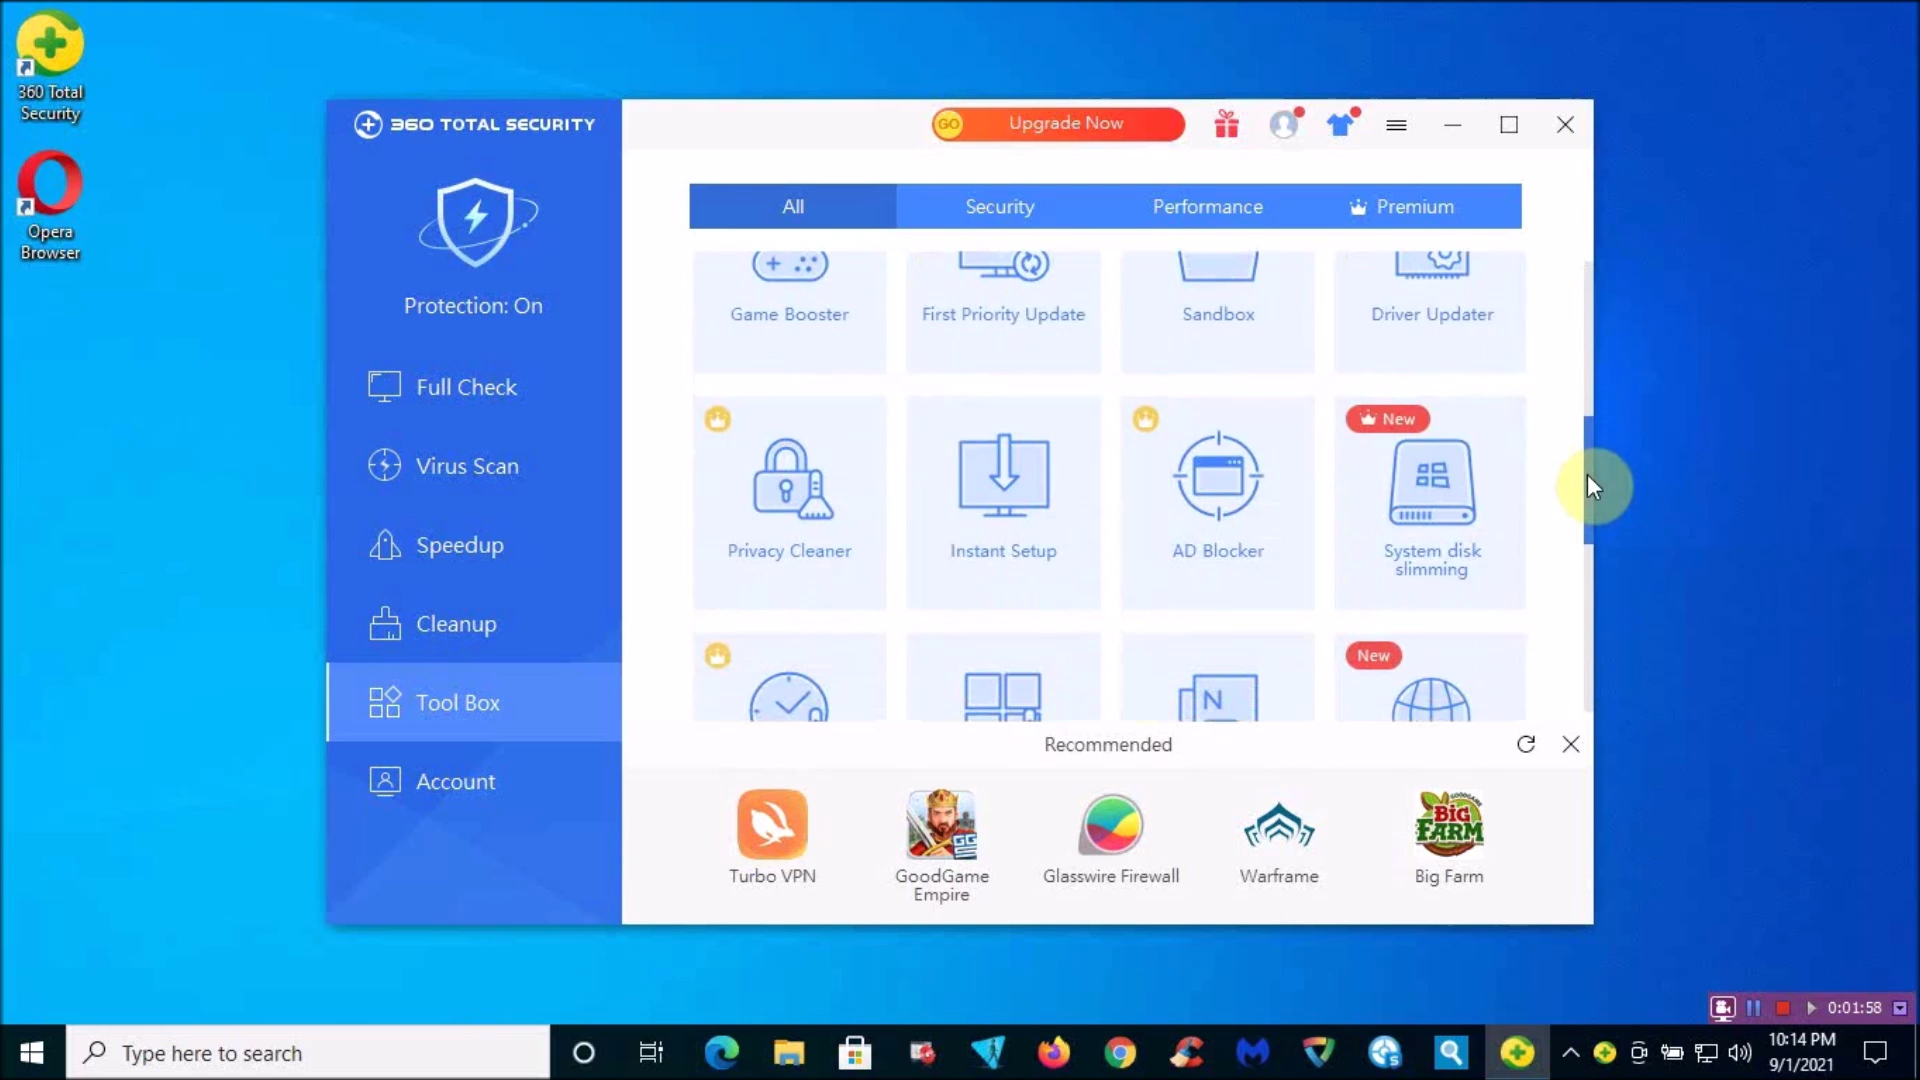 360 Total
Security
Opera
Browser
360 TOTAL SECURITY
GO Upgrade Now
Protection: On
Full Check
Virus Scan
Speedup
Cleanup
Tool Box
Account
All Security Performance Premium
Game Booster First Priority Update Sandbox Driver Updater
New
Privacy Cleaner Instant Setup AD Blocker System disk
slimming
New
N
Recommended
Turbo VPN GoodGame
Empire Glasswire Firewall Warframe BIG
FARM
Big Farm
0:01:58
Type here to search
10:14 PM
9/1/2021